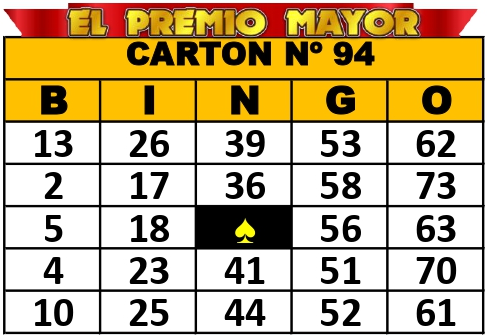 EL PREMIO MAYOR
CARTON Nº 94
B I N G O
13 26 39 53 62
2 17 36 58 73
5 18 ♠ 56 63
4 23 41 51 70
10 25 44 52 61